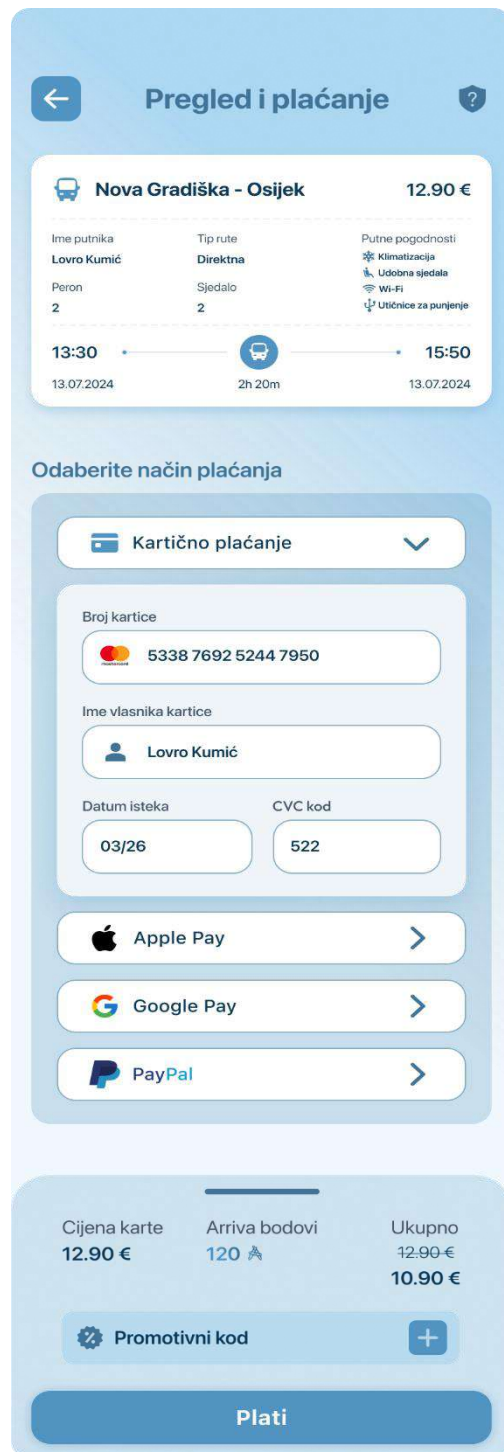 Pregled i plaćanje
?
Nova Gradiška - Osijek 12.90 €
Ime putnika Tip rute Putne pogodnosti
Lovro Kumić Direktna Klimatizacija
Udobna sjedala
Peron Sjedalo Wi-Fi
2 2 Utičnice za punjenje
13:30 15:50
13.07.2024 2h 20m 13.07.2024
Odaberite način plaćanja
Kartično plaćanje
Broj kartice
5338 7692 5244 7950
Ime vlasnika kartice
Lovro Kumić
Datum isteka CVC kod
03/26 522
Apple Pay
G Google Pay
PayPal
Cijena karte Arriva bodovi Ukupno
12.90 € 120 12.90 €
10.90 €
% Promotivni kod +
Plati